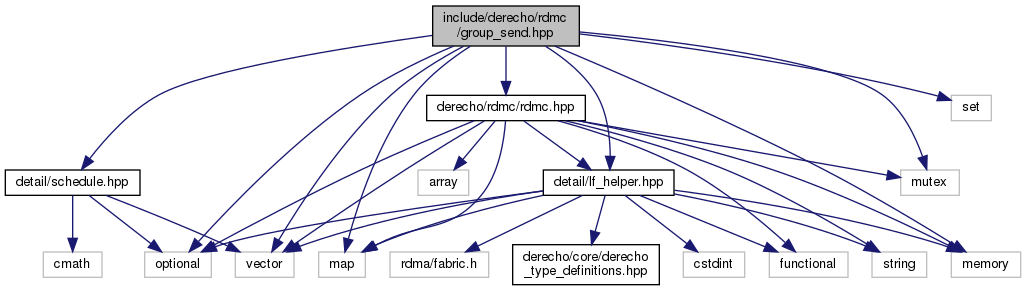 include/derecho/rdmc
/group_send.hpp
derecho/rdmc/rdmc.hpp
set
detail/schedule.hpp
array
detail/lf_helper.hpp
mutex
cmath
optional
vector
map
rdma/fabric.h
derecho/core/derecho
_type_definitions.hpp
cstdint
functional
string
memory